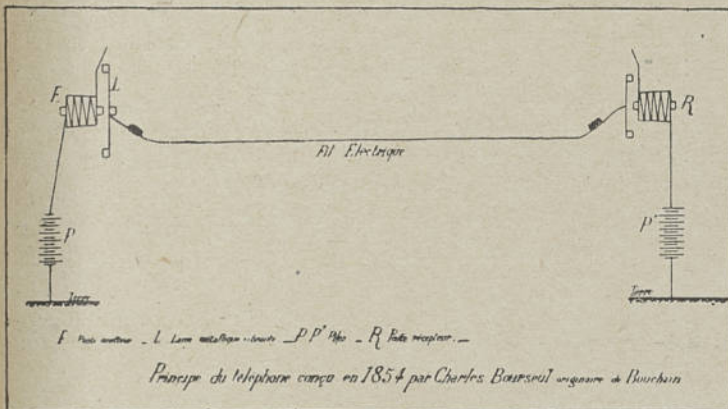 L
E
R
Fil Electrique
P
P'
Terre
Terre
E Poste émetteur _ L Lame métallique vibrante _ P P' Piles _ R Poste récepteur. _
Principe du téléphone conçu en 1854 par Charles Bourseul originaire de Bouchain